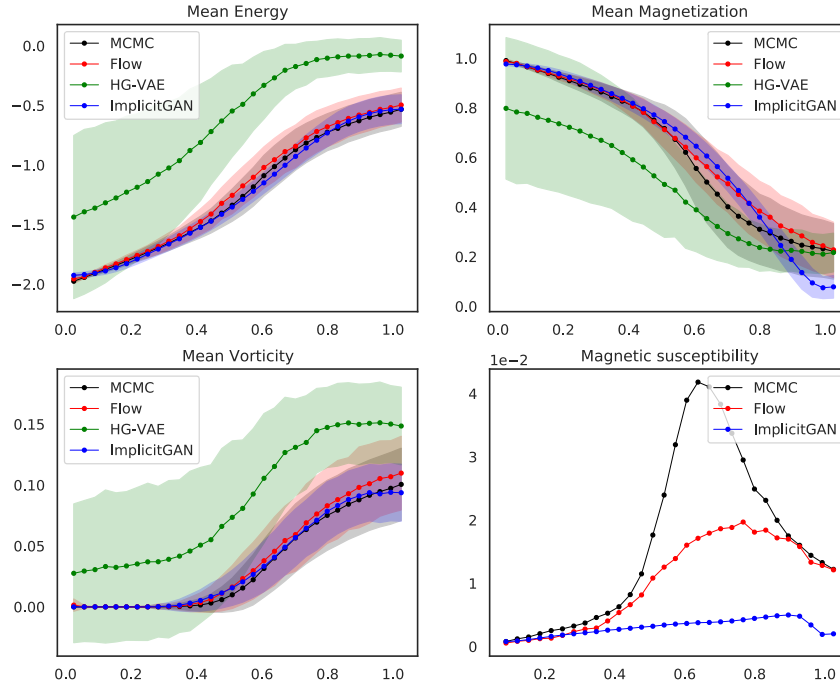 Mean Energy
MCMC
Flow
HG-VAE
ImplicitGAN
0.0
−0.5
−1.0
−1.5
−2.0
0.0 0.2 0.4 0.6 0.8 1.0
Mean Magnetization
MCMC
Flow
HG-VAE
ImplicitGAN
1.0
0.8
0.6
0.4
0.2
0.0
0.0 0.2 0.4 0.6 0.8 1.0
Mean Vorticity
MCMC
Flow
HG-VAE
ImplicitGAN
0.15
0.10
0.05
0.00
0.0 0.2 0.4 0.6 0.8 1.0
Magnetic susceptibility
1e−2
MCMC
Flow
ImplicitGAN
4
3
2
1
0
0.2 0.4 0.6 0.8 1.0